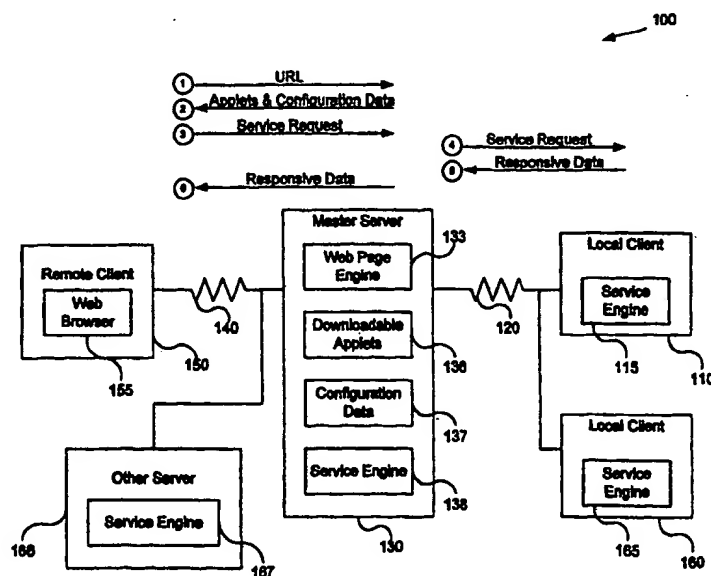 100
1 URL
2 Applets & Configuration Data
3 Service Request
4 Service Request
5 Responsive Data
6 Responsive Data
Master Server
Web Page Engine
133
Remote Client
Web Browser
155
150
140
Downloadable Applets
136
120
Local Client
Service Engine
115
110
Configuration Data
137
Other Server
Service Engine
167
166
Service Engine
138
130
Local Client
Service Engine
165
160